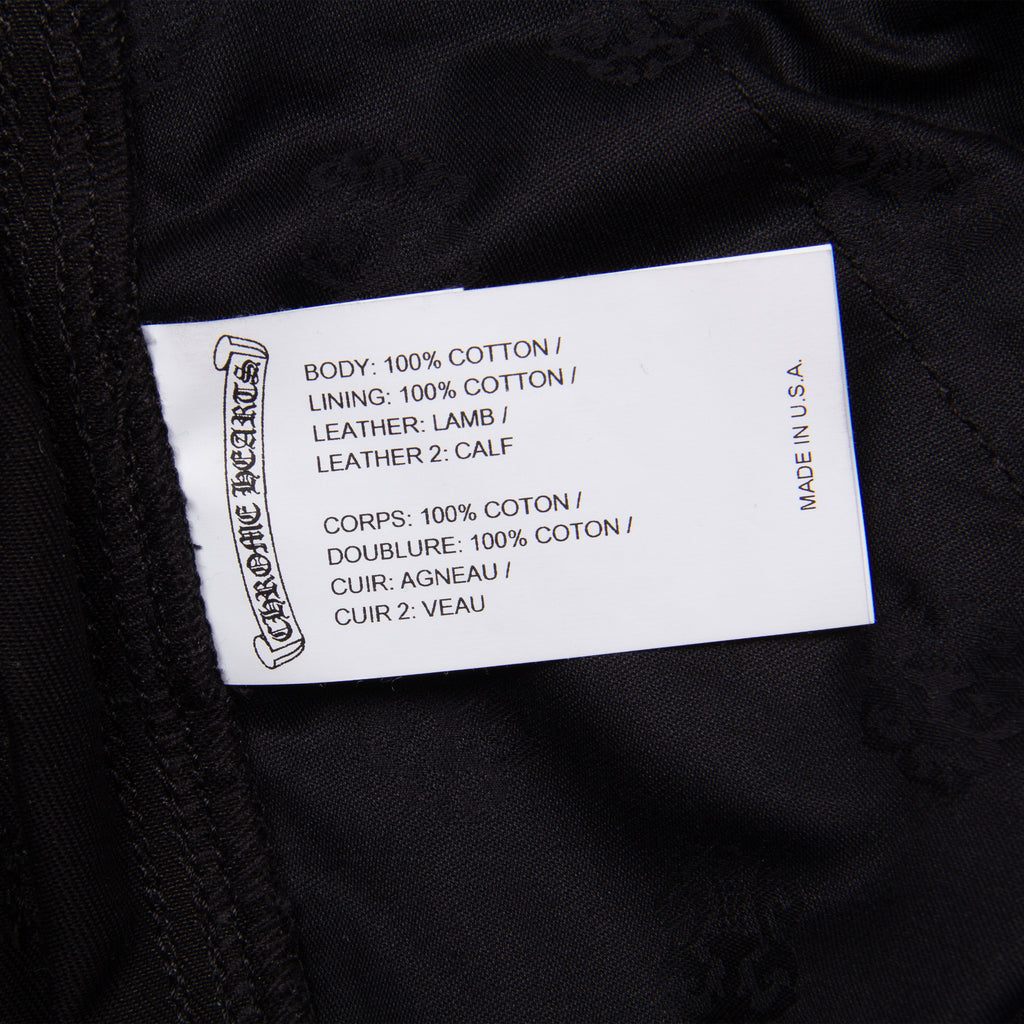 CHROME HEARTS
BODY: 100% COTTON /
LINING: 100% COTTON /
LEATHER: LAMB /
LEATHER 2: CALF
CORPS: 100% COTON /
DOUBLURE: 100% COTON /
CUIR: AGNEAU /
CUIR 2: VEAU
MADE IN U.S.A.